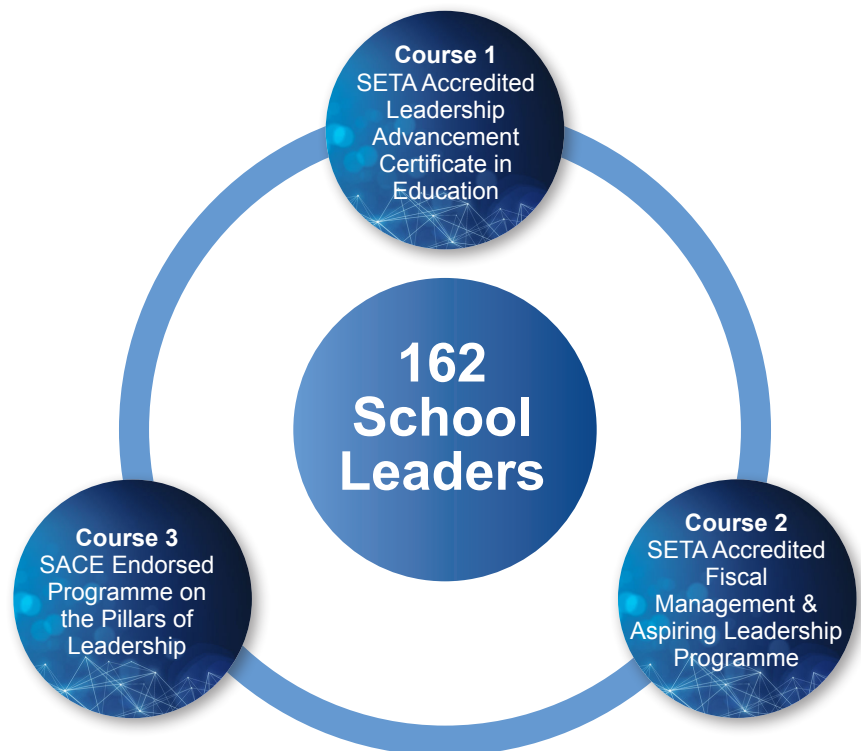 Course 1
SETA Accredited
Leadership
Advancement
Certificate in
Education
162
School
Leaders
Course 3
SACE Endorsed
Programme on
the Pillars of
Leadership
Course 2
SETA Accredited
Fiscal
Management &
Aspiring Leadership
Programme